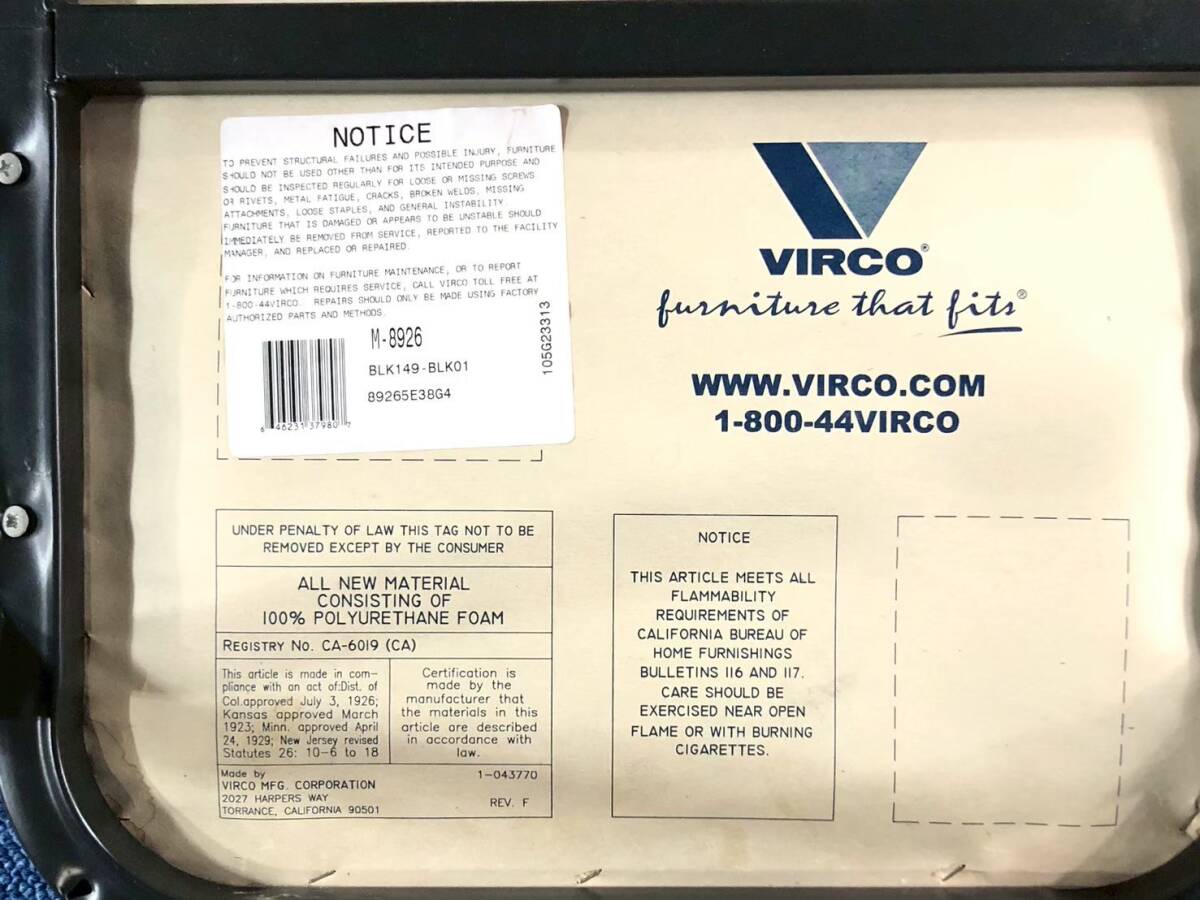 NOTICE
TO PREVENT STRUCTURAL FAILURES AND POSSIBLE INJURY, FURNITURE
SHOULD NOT BE USED OTHER THAN FOR ITS INTENDED PURPOSE AND
SHOULD BE INSPECTED REGULARLY FOR LOOSE OR MISSING SCREWS
OR RIVETS, METAL FATIGUE, CRACKS, BROKEN WELDS, MISSING
ATTACHMENTS, LOOSE STAPLES, AND GENERAL INSTABILITY.
FURNITURE THAT IS DAMAGED OR APPEARS TO BE UNSTABLE SHOULD
IMMEDIATELY BE REMOVED FROM SERVICE, REPORTED TO THE FACILITY
MANAGER, AND REPLACED OR REPAIRED.
FOR INFORMATION ON FURNITURE MAINTENANCE, OR TO REPORT
FURNITURE WHICH REQUIRES SERVICE, CALL VIRCO TOLL FREE AT
1-800-44VIRCO. REPAIRS SHOULD ONLY BE MADE USING FACTORY
AUTHORIZED PARTS AND METHODS.
M-8926
BLK149-BLK01
89265E38G4
6 46231 37980 7
105G23313
VIRCO®
furniture that fits®
WWW.VIRCO.COM
1-800-44VIRCO
UNDER PENALTY OF LAW THIS TAG NOT TO BE
REMOVED EXCEPT BY THE CONSUMER
ALL NEW MATERIAL
CONSISTING OF
100% POLYURETHANE FOAM
REGISTRY NO. CA-6019 (CA)
This article is made in com-
pliance with an act of:Dist. of
Col.approved July 3, 1926;
Kansas approved March
1923; Minn. approved April
24, 1929; New Jersey revised
Statutes 26: 10-6 to 18
Certification is
made by the
manufacturer that
the materials in this
article are described
in accordance with
law.
Made by
VIRCO MFG. CORPORATION
2027 HARPERS WAY
TORRANCE, CALIFORNIA 90501
1-043770
REV. F
NOTICE
THIS ARTICLE MEETS ALL
FLAMMABILITY
REQUIREMENTS OF
CALIFORNIA BUREAU OF
HOME FURNISHINGS
BULLETINS 116 AND 117.
CARE SHOULD BE
EXERCISED NEAR OPEN
FLAME OR WITH BURNING
CIGARETTES.